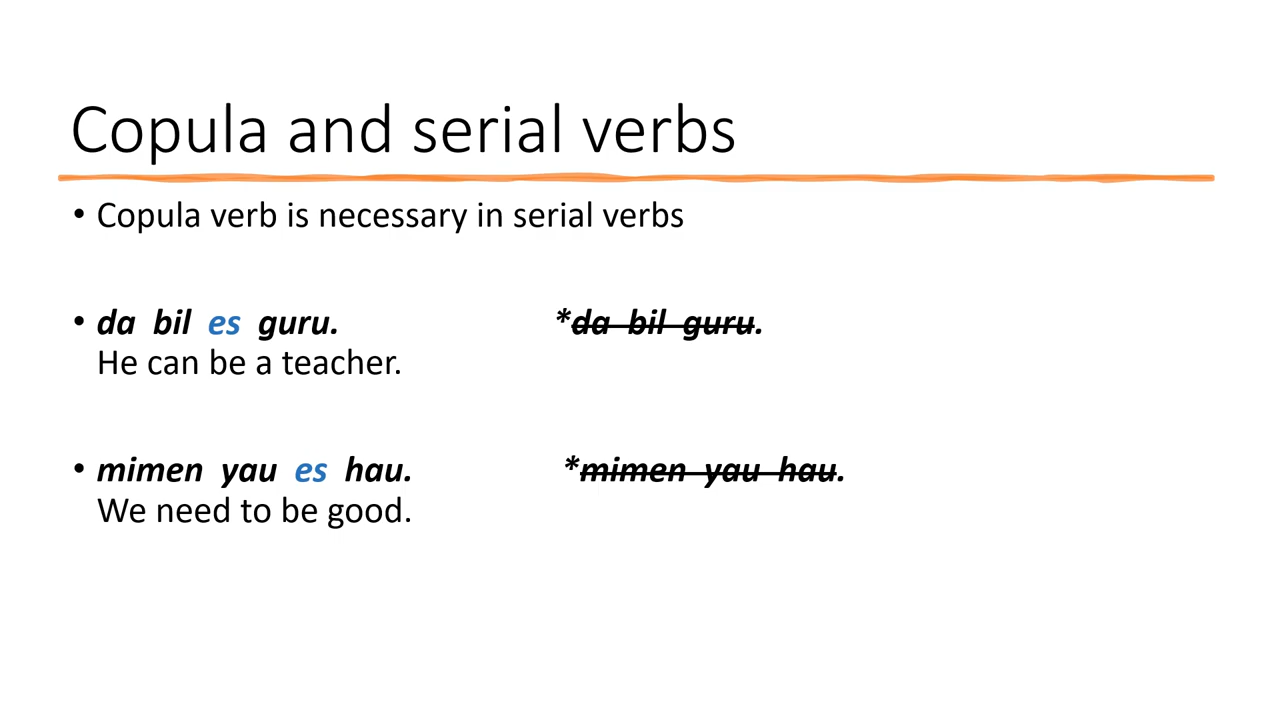 Copula and serial verbs
• Copula verb is necessary in serial verbs
• da bil es guru. *da bil guru.
He can be a teacher.
• mimen yau es hau. *mimen yau hau.
We need to be good.